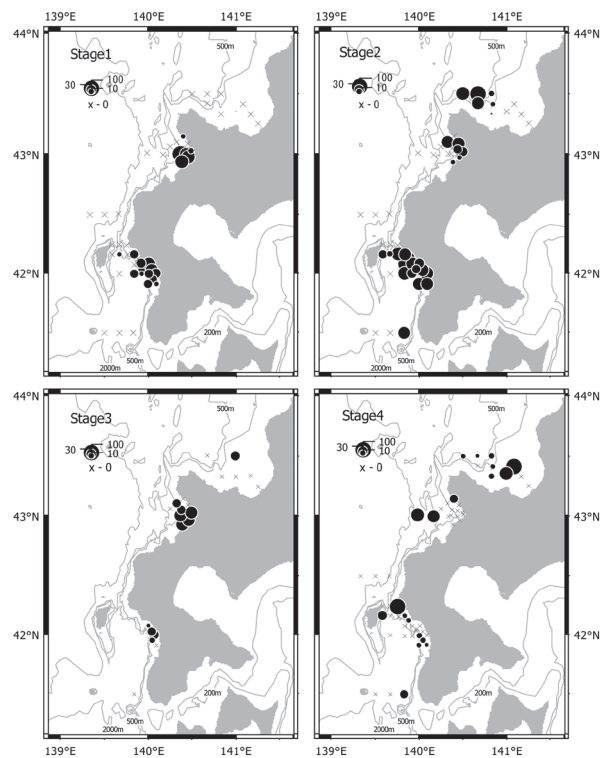 139°E 140°E 141°E 139°E 140°E 141°E
44°N 500m 500m 44°N
Stage1 Stage2
30 100 10 30 100 10
x - 0 x - 0
43°N 43°N
42°N 42°N
200m 200m
500m 500m
2000m 2000m
44°N 500m 500m 44°N
Stage3 Stage4
30 100 10 30 100 10
x - 0 x - 0
43°N 43°N
42°N 42°N
200m 200m
500m 500m
2000m 2000m
139°E 140°E 141°E 139°E 140°E 141°E